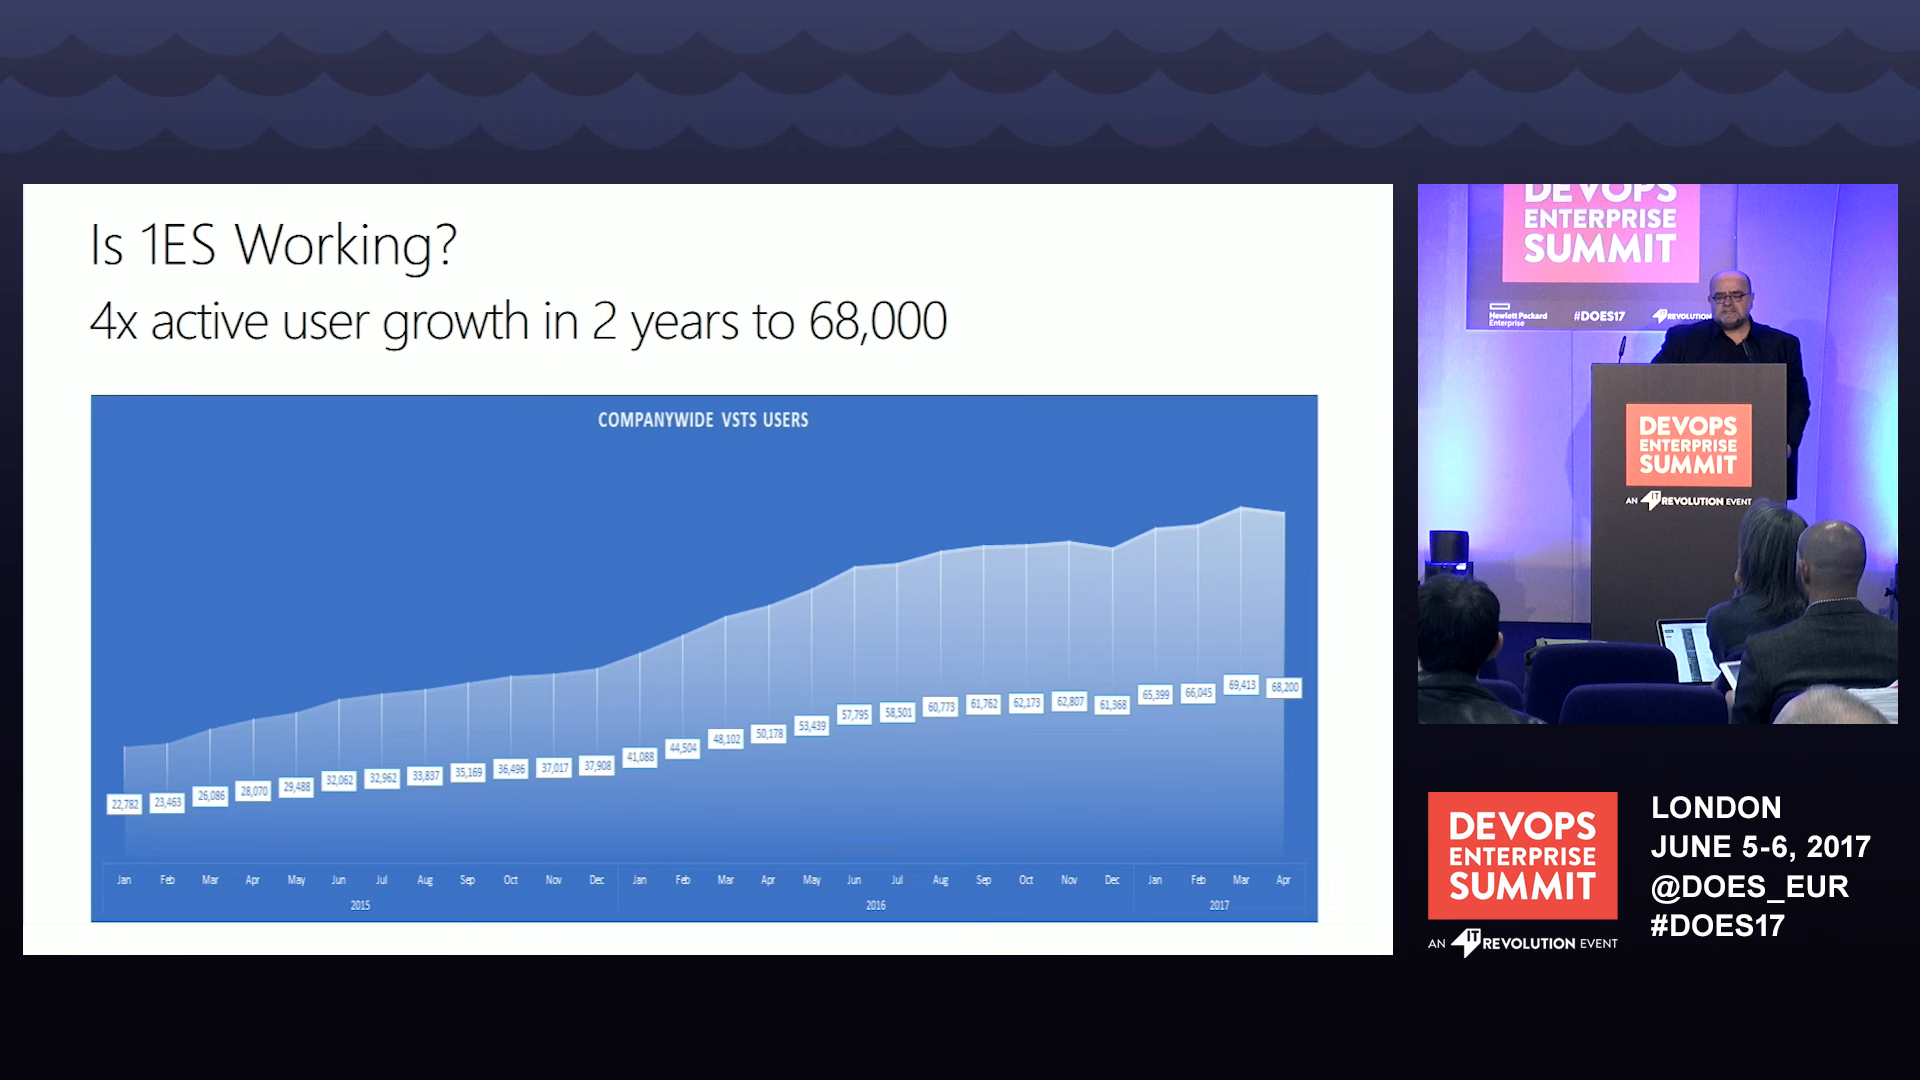 Is 1ES Working?
4x active user growth in 2 years to 68,000
COMPANYWIDE VSTS USERS
22,782 23,463 26,086 28,070 29,488 32,062 32,962 33,837 35,169 36,496 37,017 37,908 41,088 44,504 48,102 50,178 53,439 57,795 58,501 60,773 61,762 62,173 62,807 61,368 65,399 66,045 69,413 68,200
Jan Feb Mar Apr May Jun Jul Aug Sep Oct Nov Dec Jan Feb Mar Apr May Jun Jul Aug Sep Oct Nov Dec Jan Feb Mar Apr
2015 2016 2017
DEVOPS
ENTERPRISE
SUMMIT
Hewlett Packard
Enterprise
#DOES17
IT REVOLUTION
DEVOPS
ENTERPRISE
SUMMIT
AN IT REVOLUTION EVENT
DEVOPS
ENTERPRISE
SUMMIT
AN IT REVOLUTION EVENT
LONDON
JUNE 5-6, 2017
@DOES_EUR
#DOES17